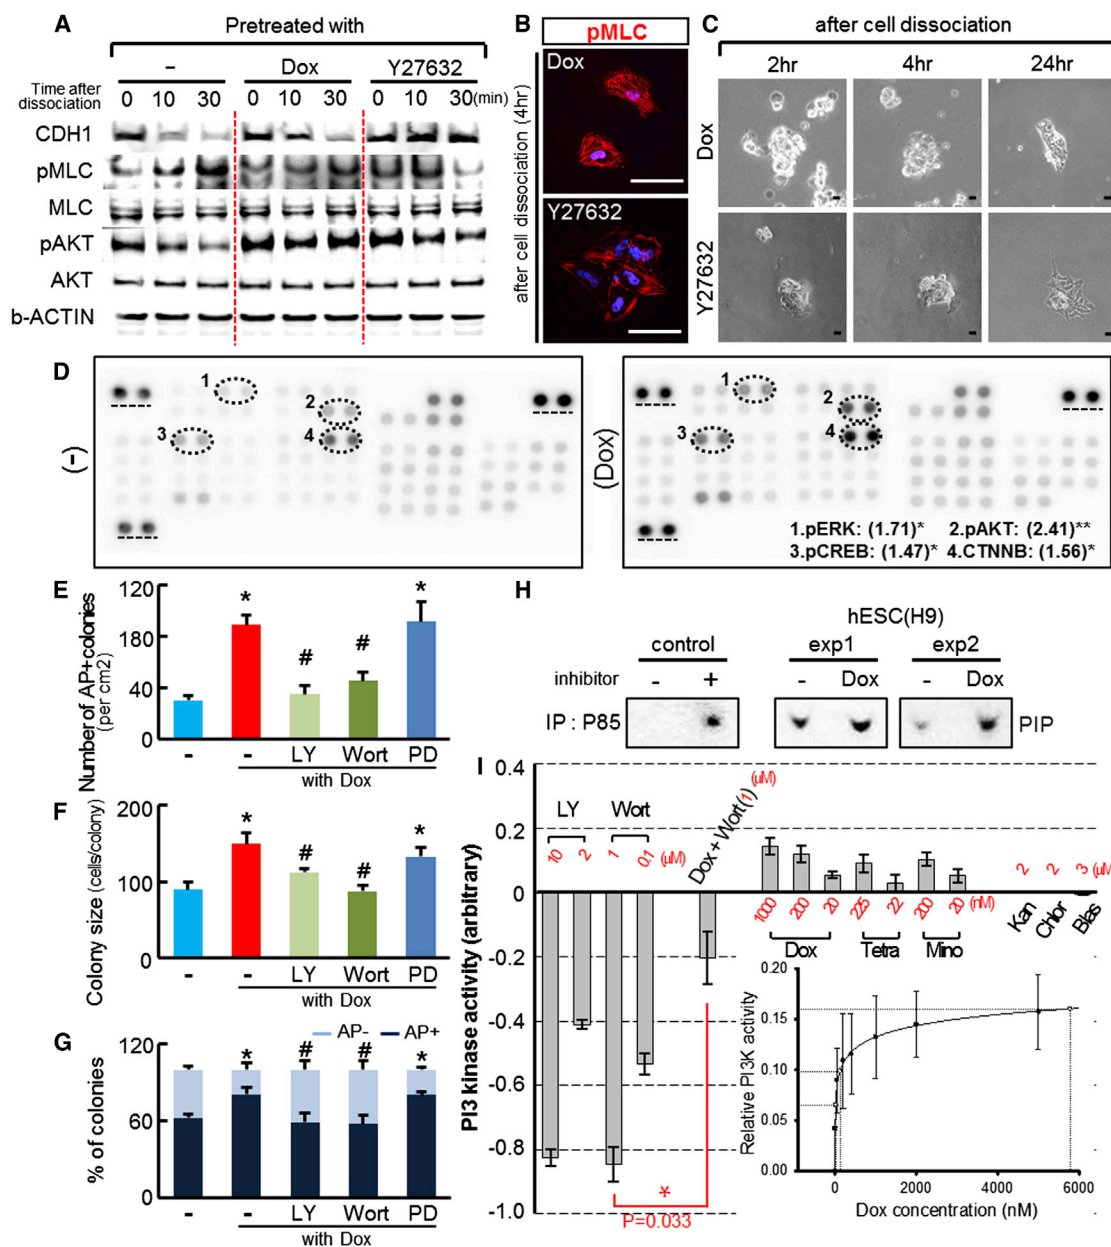 A
Pretreated with
- Dox Y27632
Time after dissociation 0 10 30 0 10 30 0 10 30(min)
CDH1
pMLC
MLC
pAKT
AKT
b-ACTIN
B
pMLC
Dox
Y27632
after cell dissociation (4hr)
C
after cell dissociation
2hr 4hr 24hr
Dox
Y27632
D
(-)
1
2
3
4
(Dox)
1
2
3
4
1.pERK: (1.71)* 2.pAKT: (2.41)**
3.pCREB: (1.47)* 4.CTNNB: (1.56)*
E
Number of AP+colonies
(per cm2)
120
180
40
0
* # # *
- - LY Wort PD
with Dox
F
Colony size (cells/colony)
200
100
0
* # # *
- - LY Wort PD
with Dox
G
AP- AP+
% of colonies
120
60
0
* # # *
- - LY Wort PD
with Dox
H
hESC(H9)
control exp1 exp2
inhibitor - + - Dox - Dox
IP : P85
PIP
I
PI3 kinase activity (arbitrary)
0.4
0.2
0
-0.2
-0.4
-0.6
-0.8
-1.0
LY Wort
10 2 1 0.1 (µM)
Dox+Wort(1) (µM)
1000 200 20 225 22 200 20 (nM)
Dox Tetra Mino
2 2 3 (µM)
Kan Chlor Blas
*
P=0.033
Relative PI3K activity
0.20
0.15
0.10
0.05
0.00
0 2000 4000 6000
Dox concentration (nM)